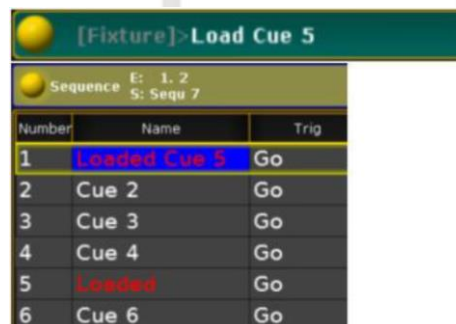 [Fixture]>Load Cue 5
Sequence E: 1. 2
S: Sequ 7
Number Name Trig
1 Loaded Cue 5 Go
2 Cue 2 Go
3 Cue 3 Go
4 Cue 4 Go
5 Loaded Go
6 Cue 6 Go